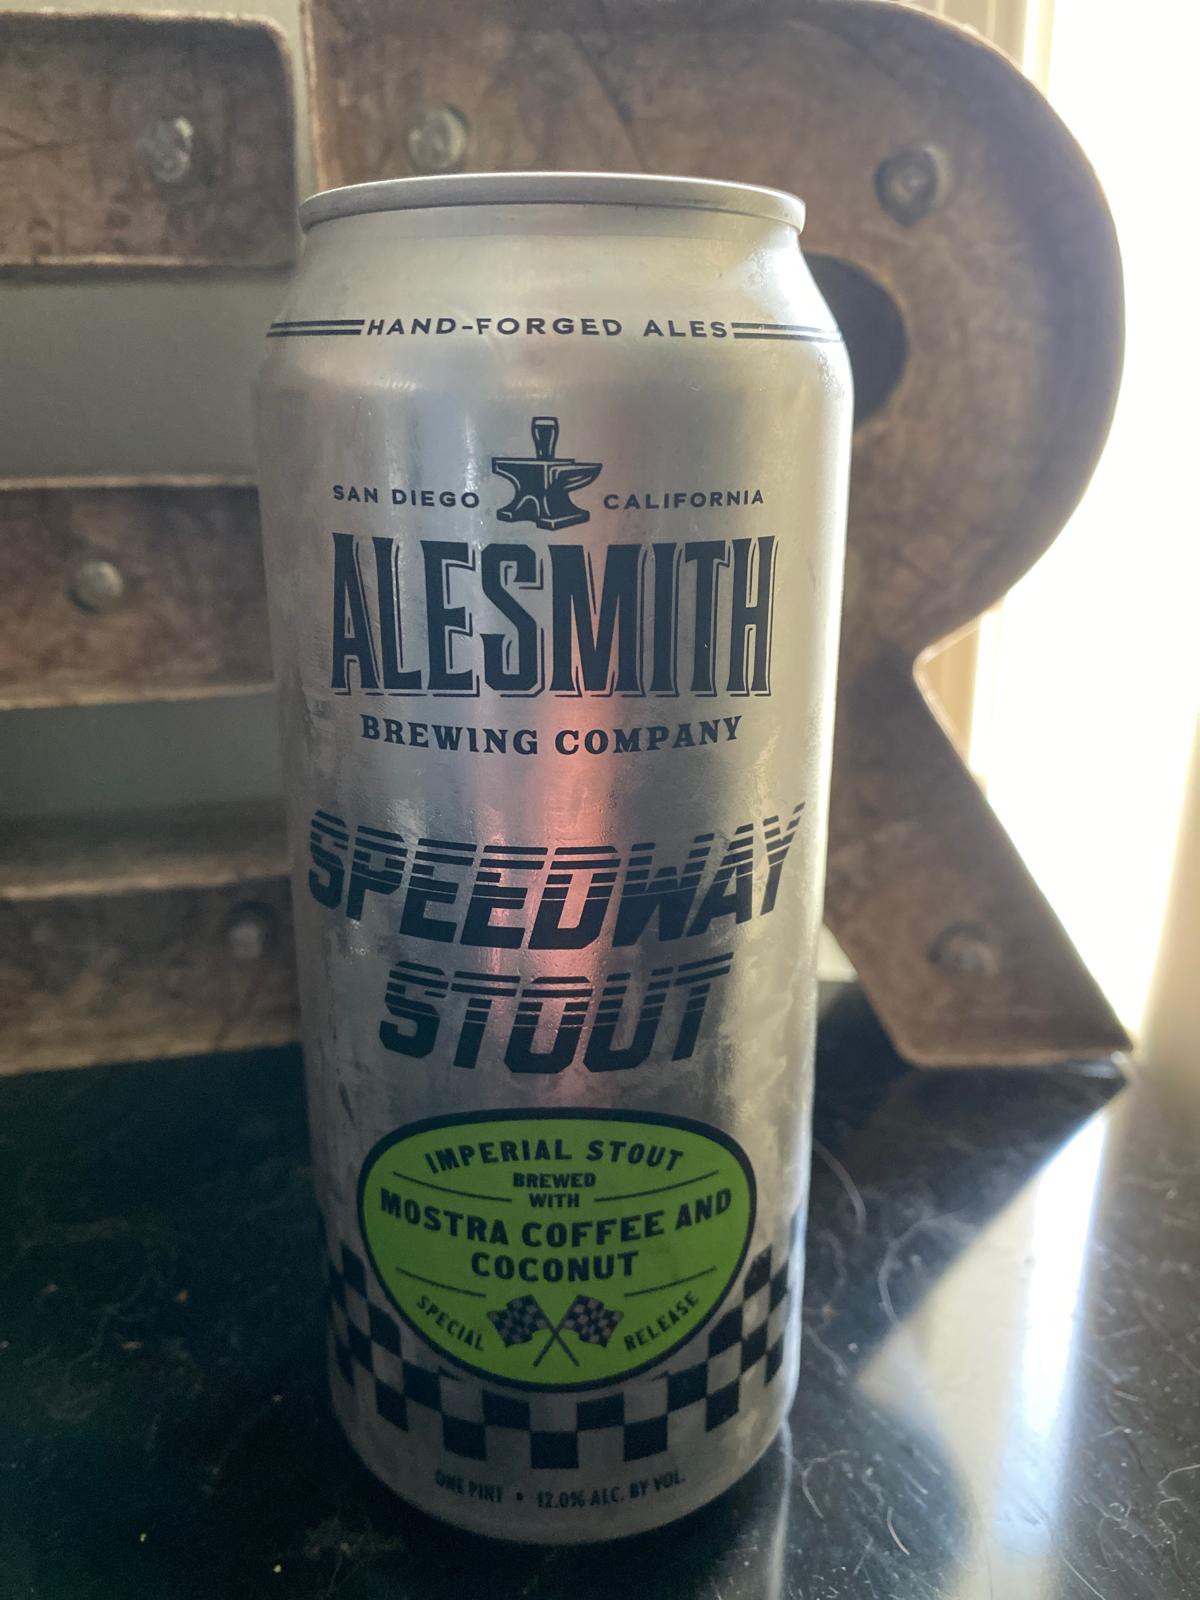 HAND-FORGED ALES
SAN DIEGO CALIFORNIA
ALESMITH
BREWING COMPANY
SPEEDWAY
STOUT
IMPERIAL STOUT
BREWED
WITH
MOSTRA COFFEE AND
COCONUT
SPECIAL RELEASE
ONE PINT • 12.0% ALC. BY VOL.